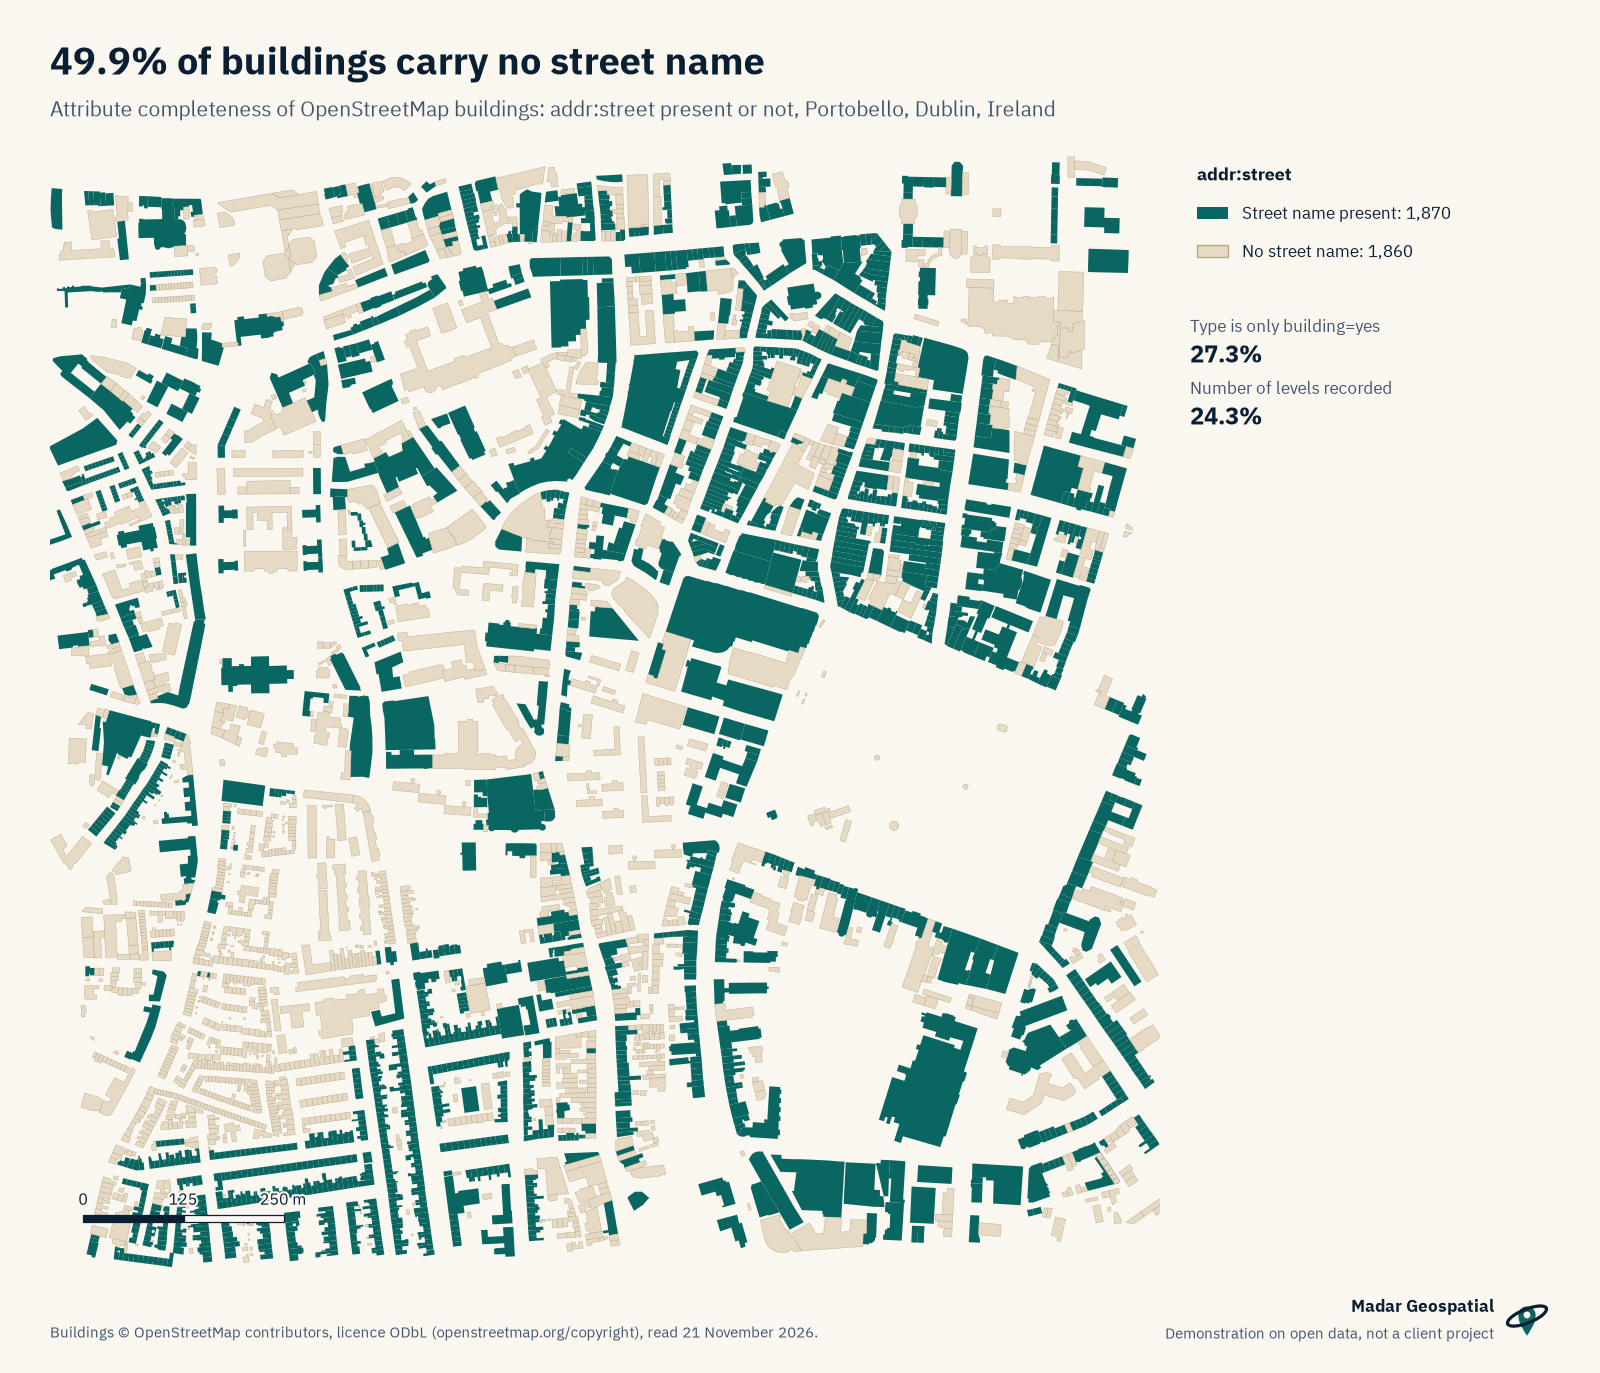 49.9% of buildings carry no street name
Attribute completeness of OpenStreetMap buildings: addr:street present or not, Portobello, Dublin, Ireland
addr:street
Street name present: 1,870
No street name: 1,860
Type is only building=yes
27.3%
Number of levels recorded
24.3%
0 125 250 m
Madar Geospatial
Buildings © OpenStreetMap contributors, licence ODbL (openstreetmap.org/copyright), read 21 November 2026.
Demonstration on open data, not a client project